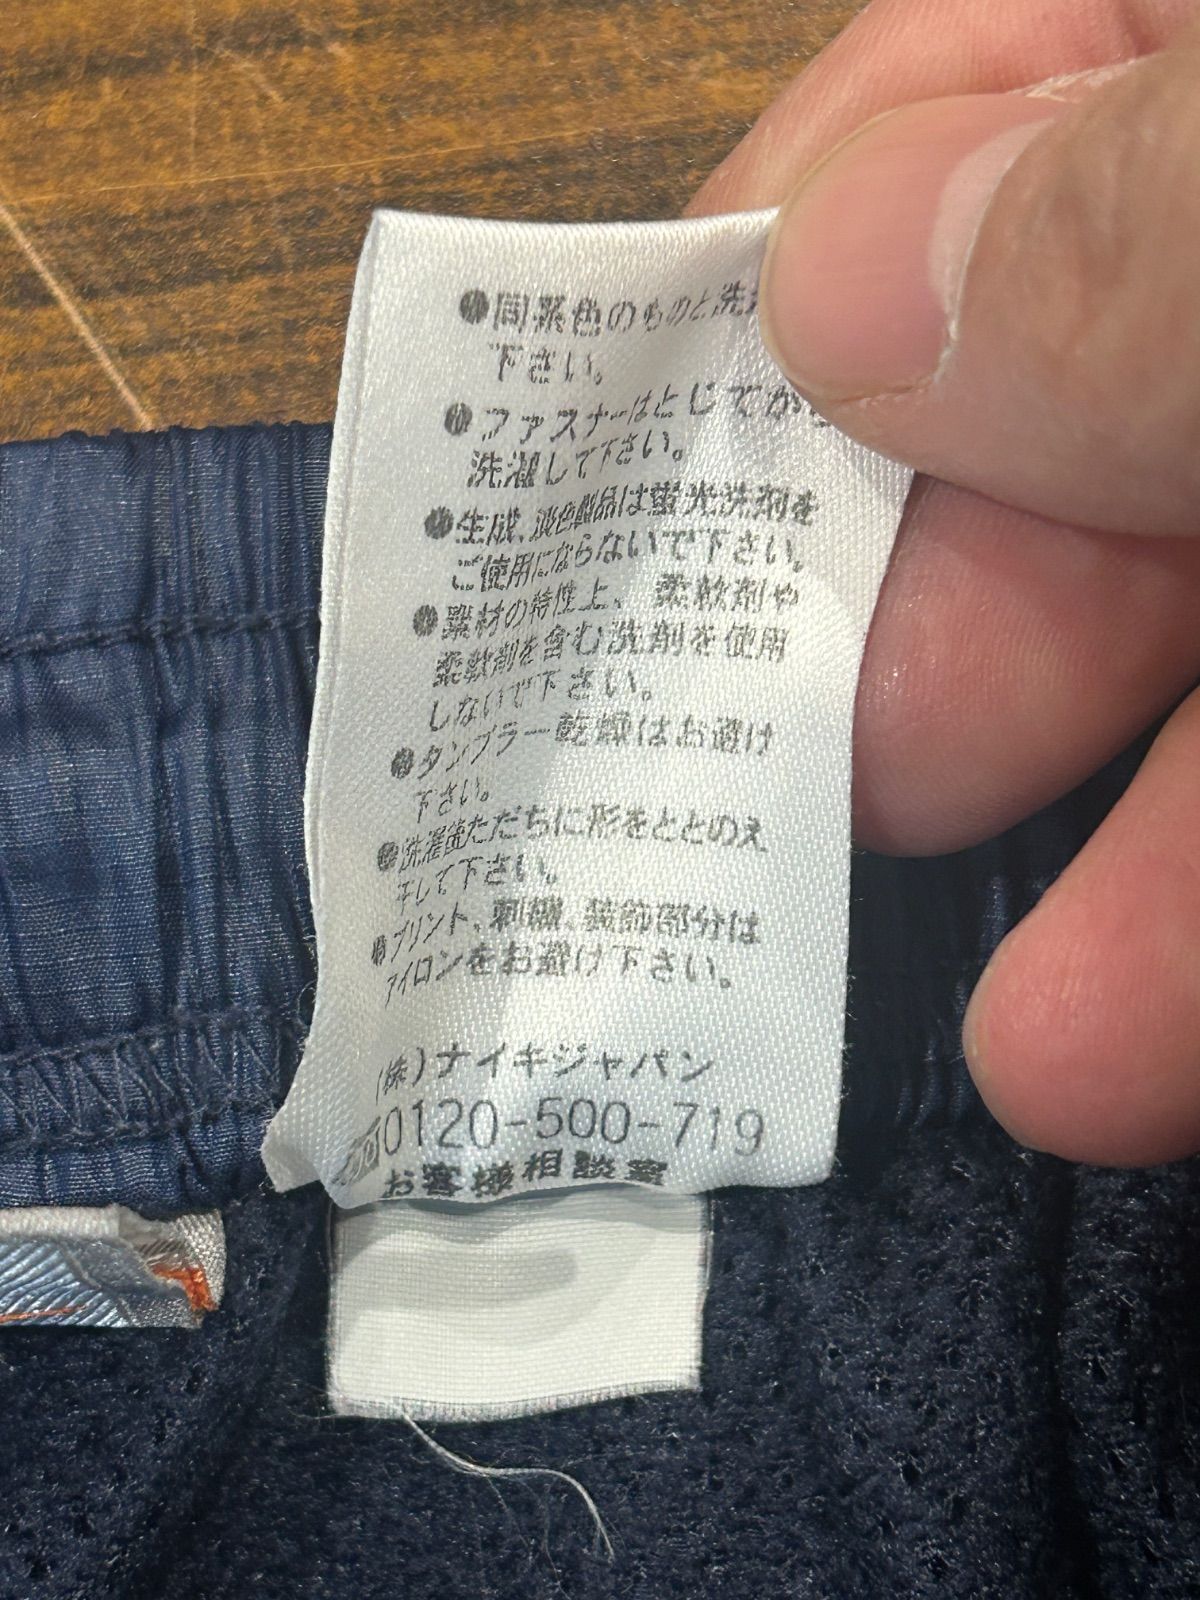 ●同系色のものと洗
下さい。
●ファスナーはとじてから
洗濯して下さい。
●生成、淡色製品は蛍光洗剤を
ご使用にならないで下さい。
●素材の特性上、柔軟剤や
柔軟剤を含む洗剤を使用
しないで下さい。
●タンブラー乾燥はお避け
下さい。
●洗濯後ただちに形をととのえ
干して下さい。
●プリント、刺繍、装飾部分は
アイロンをお避け下さい。
(株)ナイキジャパン
0120-500-719
お客様相談室